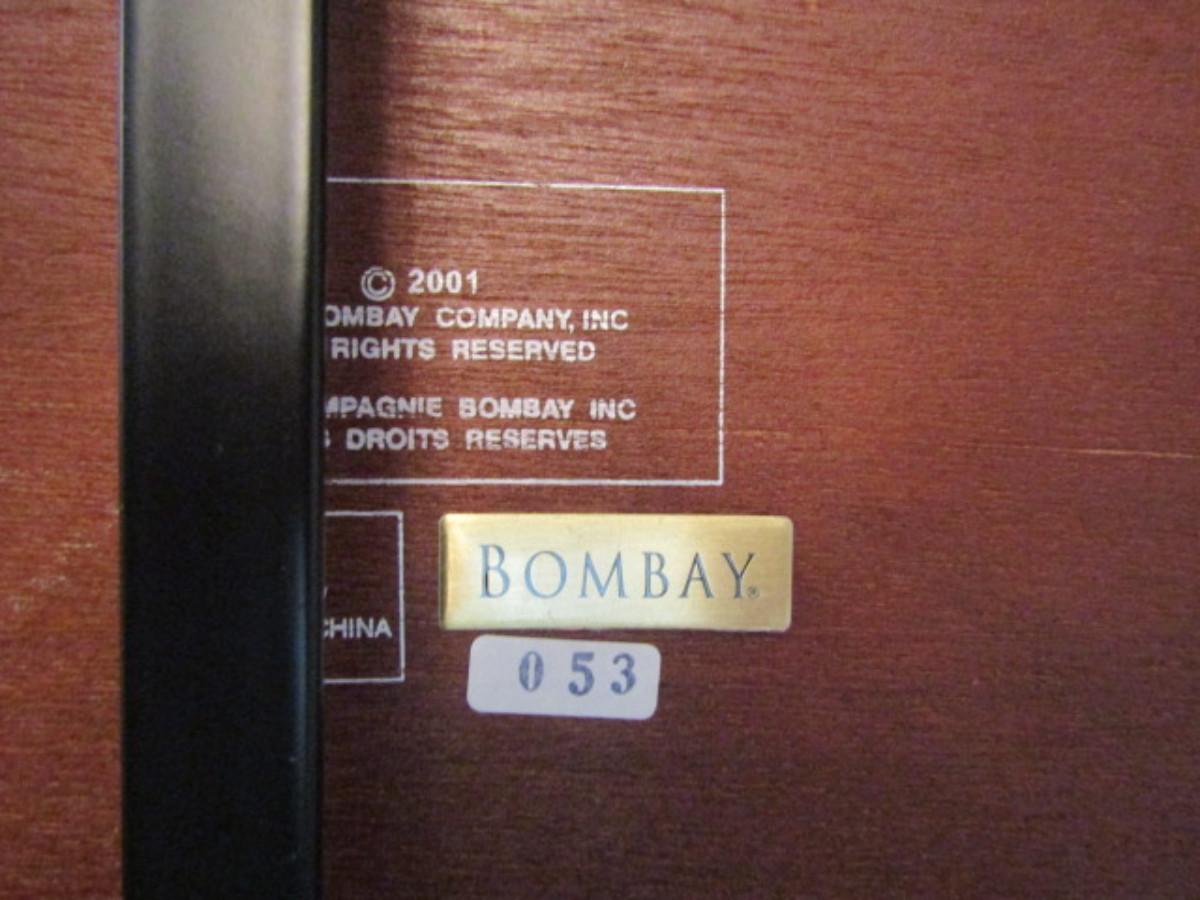 © 2001
OMBAY COMPANY, INC
RIGHTS RESERVED
MPAGNIE BOMBAY INC
S DROITS RESERVES
CHINA
BOMBAY®
053